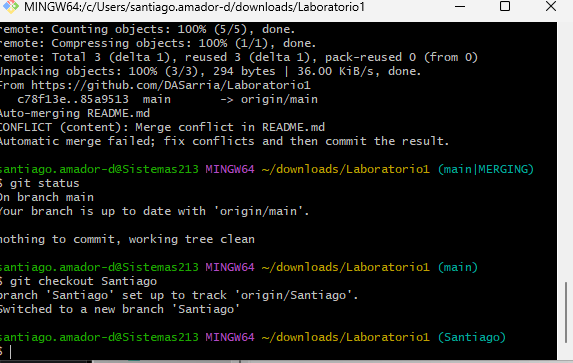 MINGW64:/c/Users/santiago.amador-d/downloads/Laboratorio1
remote: Counting objects: 100% (5/5), done.
remote: Compressing objects: 100% (1/1), done.
remote: Total 3 (delta 1), reused 3 (delta 1), pack-reused 0 (from 0)
Unpacking objects: 100% (3/3), 294 bytes | 36.00 KiB/s, done.
From https://github.com/DASarria/Laboratorio1
   c78f13e..85a9513  main       -> origin/main
Auto-merging README.md
CONFLICT (content): Merge conflict in README.md
Automatic merge failed; fix conflicts and then commit the result.
santiago.amador-d@Sistemas213 MINGW64 ~/downloads/Laboratorio1 (main|MERGING)
$ git status
On branch main
Your branch is up to date with 'origin/main'.
nothing to commit, working tree clean
santiago.amador-d@Sistemas213 MINGW64 ~/downloads/Laboratorio1 (main)
$ git checkout Santiago
branch 'Santiago' set up to track 'origin/Santiago'.
Switched to a new branch 'Santiago'
santiago.amador-d@Sistemas213 MINGW64 ~/downloads/Laboratorio1 (Santiago)
$